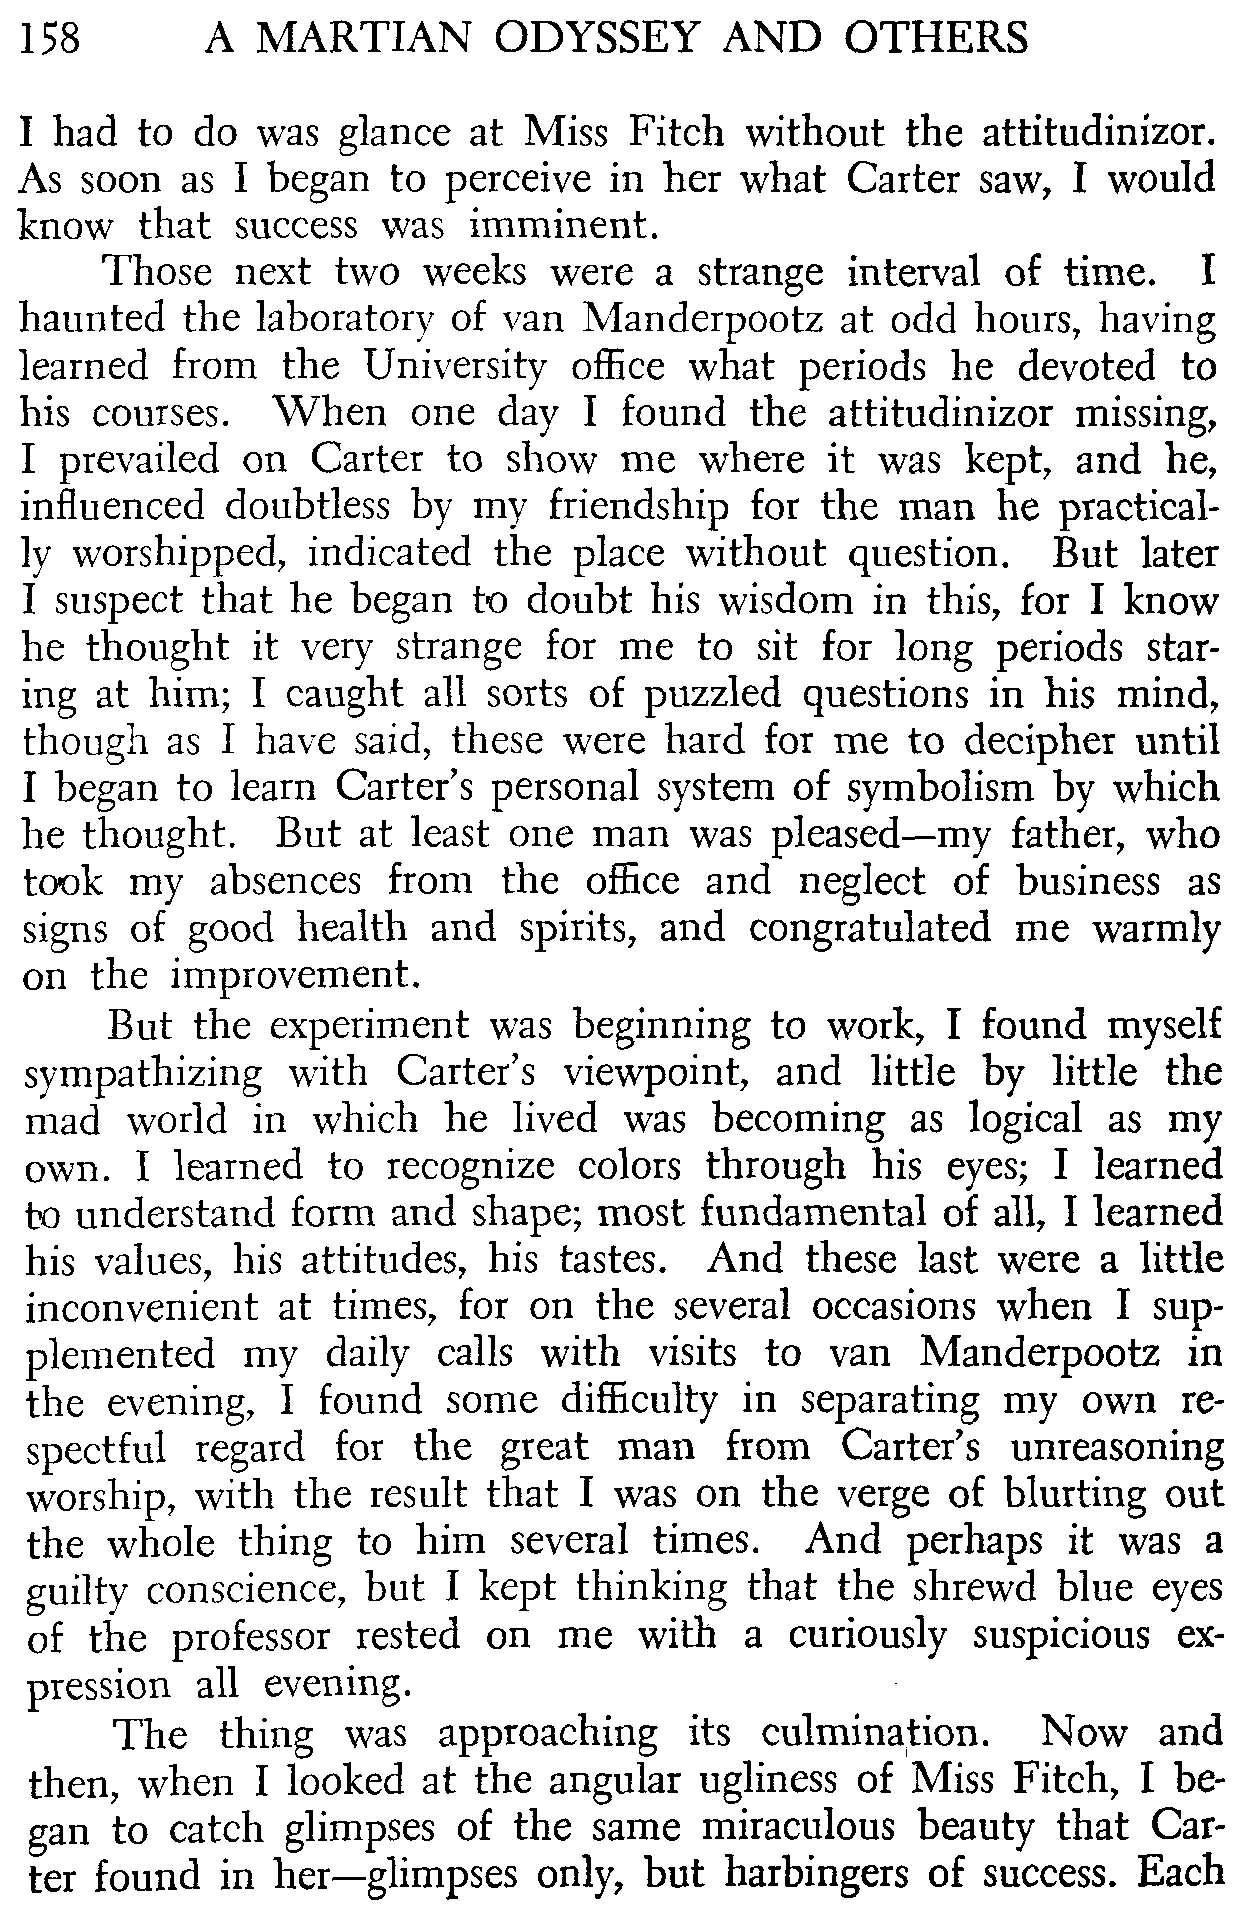 158 A MARTIAN ODYSSEY AND OTHERS
I had to do was glance at Miss Fitch without the attitudinizor.
As soon as I began to perceive in her what Carter saw, I would
know that success was imminent.
Those next two weeks were a strange interval of time. I
haunted the laboratory of van Manderpootz at odd hours, having
learned from the University office what periods he devoted to
his courses. When one day I found the attitudinizor missing,
I prevailed on Carter to show me where it was kept, and he,
influenced doubtless by my friendship for the man he practical-
ly worshipped, indicated the place without question. But later
I suspect that he began to doubt his wisdom in this, for I know
he thought it very strange for me to sit for long periods star-
ing at him; I caught all sorts of puzzled questions in his mind,
though as I have said, these were hard for me to decipher until
I began to learn Carter's personal system of symbolism by which
he thought. But at least one man was pleased—my father, who
took my absences from the office and neglect of business as
signs of good health and spirits, and congratulated me warmly
on the improvement.
But the experiment was beginning to work, I found myself
sympathizing with Carter's viewpoint, and little by little the
mad world in which he lived was becoming as logical as my
own. I learned to recognize colors through his eyes; I learned
to understand form and shape; most fundamental of all, I learned
his values, his attitudes, his tastes. And these last were a little
inconvenient at times, for on the several occasions when I sup-
plemented my daily calls with visits to van Manderpootz in
the evening, I found some difficulty in separating my own re-
spectful regard for the great man from Carter's unreasoning
worship, with the result that I was on the verge of blurting out
the whole thing to him several times. And perhaps it was a
guilty conscience, but I kept thinking that the shrewd blue eyes
of the professor rested on me with a curiously suspicious ex-
pression all evening.
The thing was approaching its culmination. Now and
then, when I looked at the angular ugliness of Miss Fitch, I be-
gan to catch glimpses of the same miraculous beauty that Car-
ter found in her—glimpses only, but harbingers of success. Each